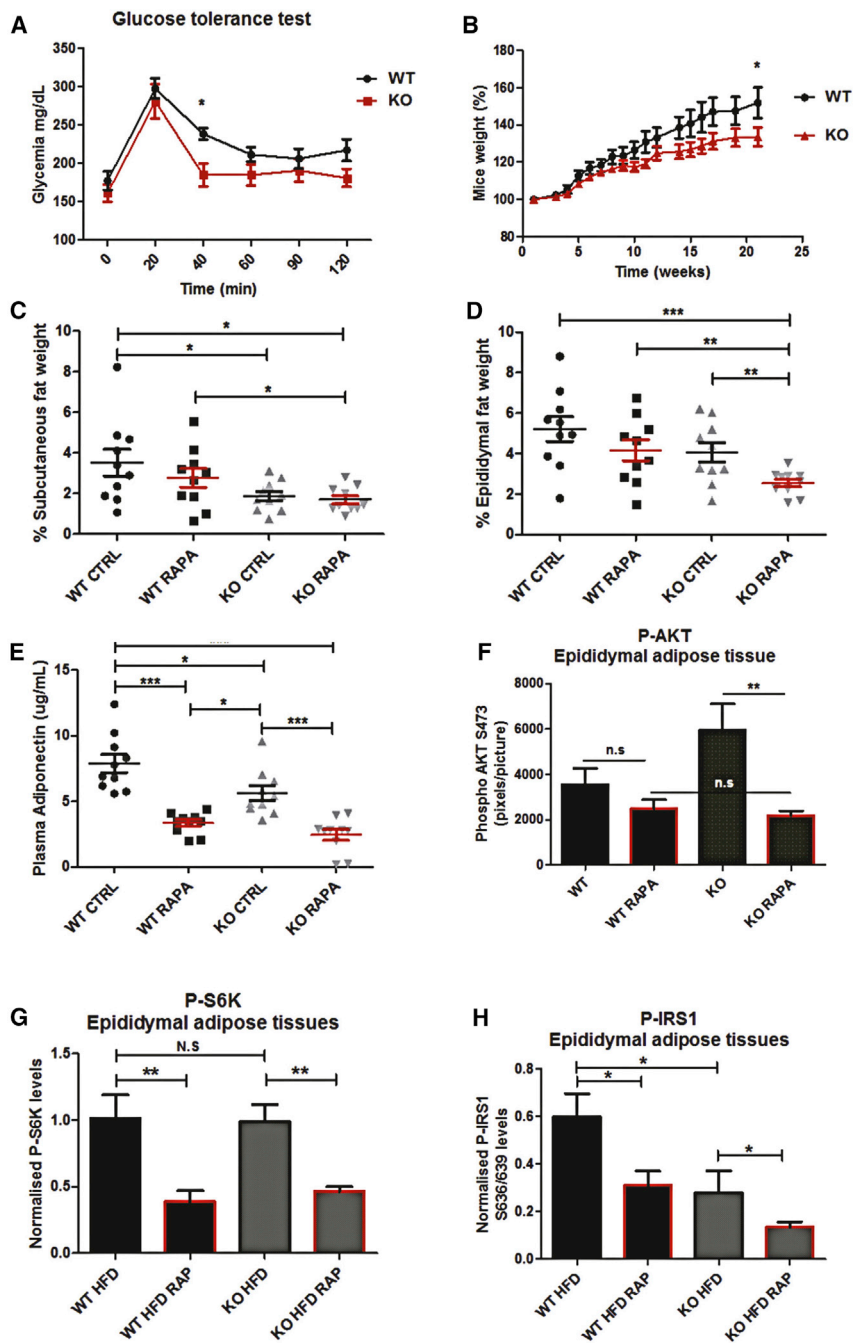 A
Glucose tolerance test
Glycemia mg/dL
350
300
250
200
150
100
*
0
20
40
60
90
120
Time (min)
WT
KO
B
Mice weight (%)
180
160
140
120
100
80
*
0
5
10
15
20
25
Time (weeks)
WT
KO
C
% Subcutaneous fat weight
10
8
6
4
2
0
*
*
*
WT CTRL
WT RAPA
KO CTRL
KO RAPA
D
% Epididymal fat weight
10
8
6
4
2
0
***
**
**
WT CTRL
WT RAPA
KO CTRL
KO RAPA
E
Plasma Adiponectin (ug/mL)
15
10
5
0
*
***
*
***
WT CTRL
WT RAPA
KO CTRL
KO RAPA
F
P-AKT
Epididymal adipose tissue
Phospho AKT S473
(pixels/picture)
8000
6000
4000
2000
0
n.s
**
n.s
WT
WT RAPA
KO
KO RAPA
G
P-S6K
Epididymal adipose tissues
Normalised P-S6K levels
1.5
1.0
0.5
0.0
N.S
**
**
WT HFD
WT HFD RAP
KO HFD
KO HFD RAP
H
P-IRS1
Epididymal adipose tissues
Normalised P-IRS1
S636/639 levels
0.8
0.6
0.4
0.2
0.0
*
*
*
WT HFD
WT HFD RAP
KO HFD
KO HFD RAP